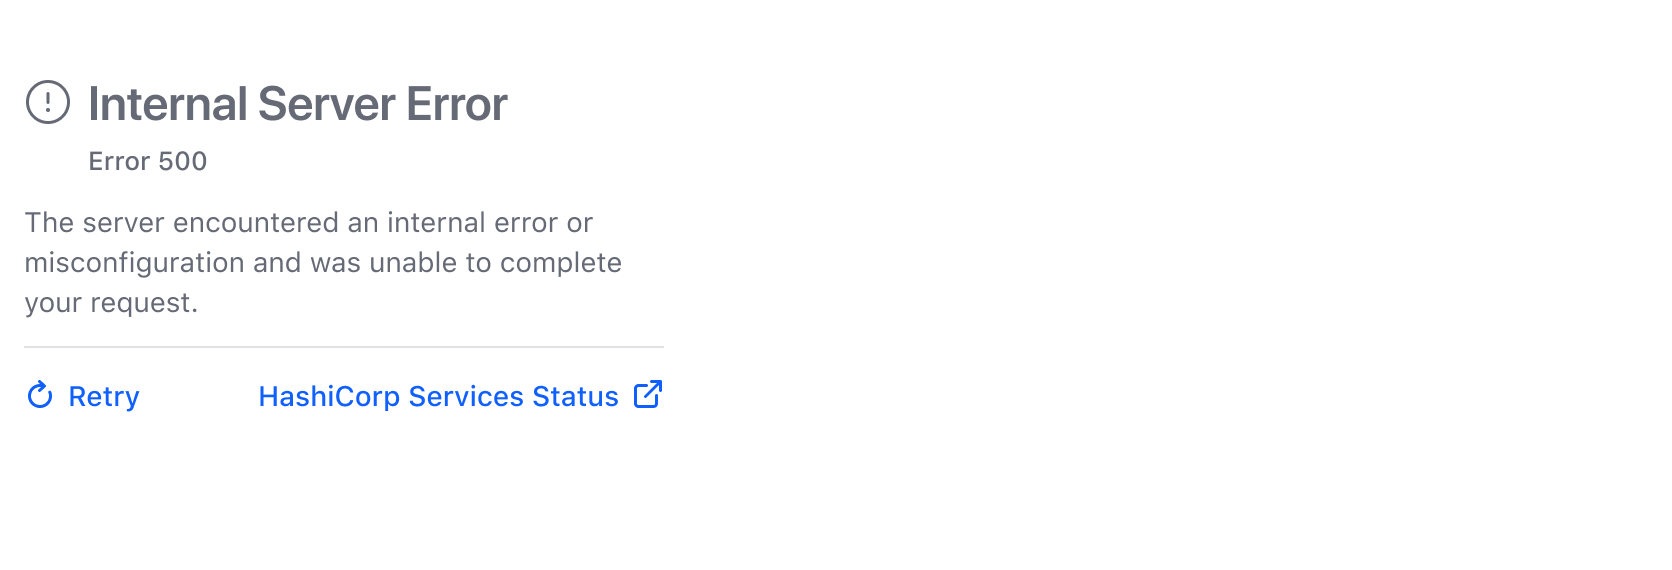 Internal Server Error
Error 500
The server encountered an internal error or
misconfiguration and was unable to complete
your request.
Retry
HashiCorp Services Status